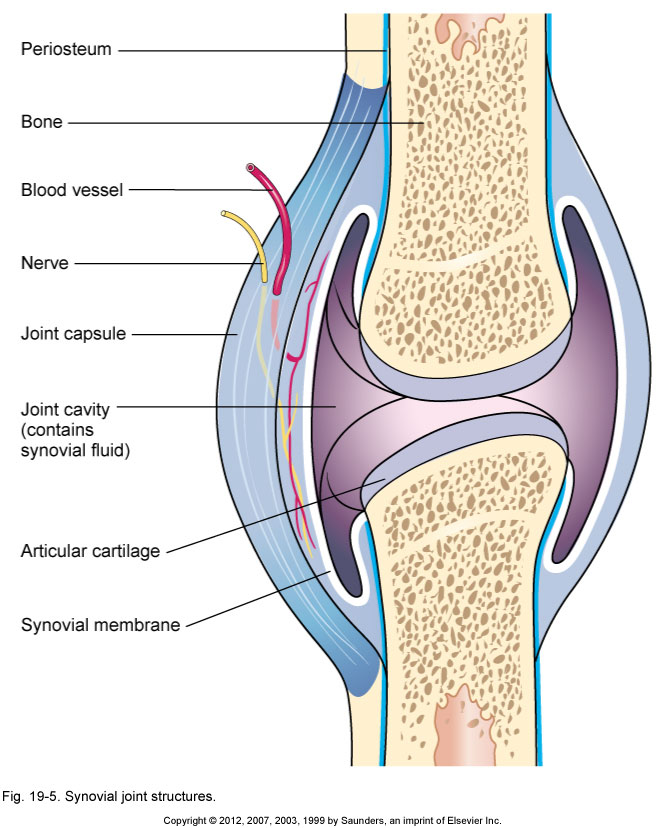 Periosteum
Bone
Blood vessel
Nerve
Joint capsule
Joint cavity
(contains
synovial fluid)
Articular cartilage
Synovial membrane
Fig. 19-5. Synovial joint structures.
Copyright © 2012, 2007, 2003, 1999 by Saunders, an imprint of Elsevier Inc.